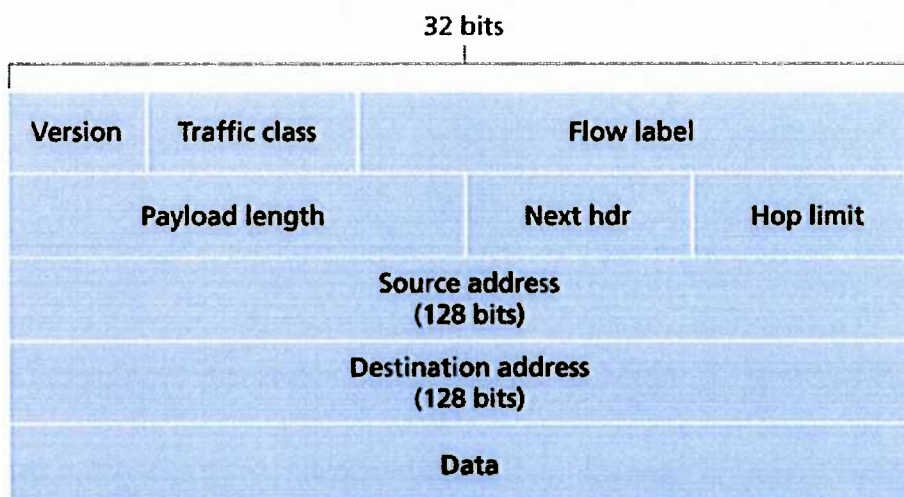 32 bits
Version Traffic class Flow label
Payload length Next hdr Hop limit
Source address
(128 bits)
Destination address
(128 bits)
Data